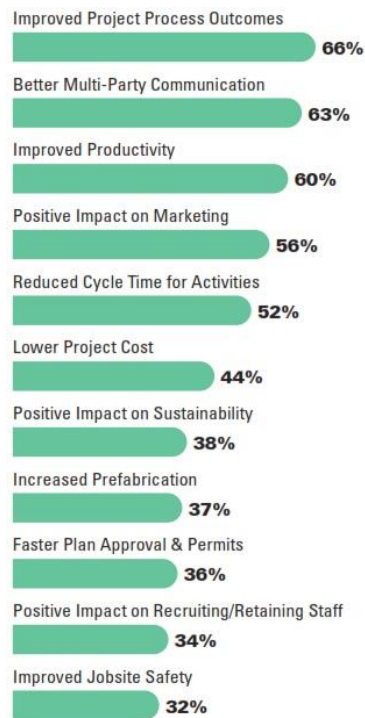 Improved Project Process Outcomes
66%
Better Multi-Party Communication
63%
Improved Productivity
60%
Positive Impact on Marketing
56%
Reduced Cycle Time for Activities
52%
Lower Project Cost
44%
Positive Impact on Sustainability
38%
Increased Prefabrication
37%
Faster Plan Approval & Permits
36%
Positive Impact on Recruiting/Retaining Staff
34%
Improved Jobsite Safety
32%